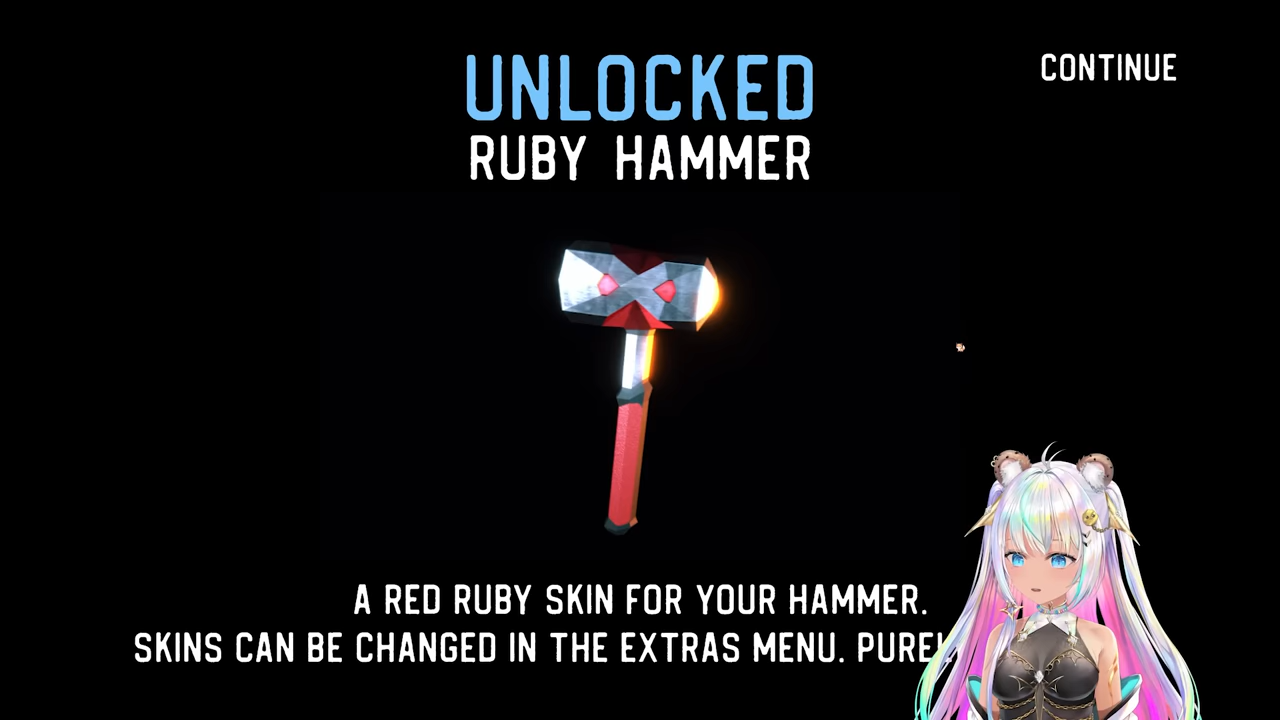 UNLOCKED
CONTINUE
RUBY HAMMER
A RED RUBY SKIN FOR YOUR HAMMER.
SKINS CAN BE CHANGED IN THE EXTRAS MENU.